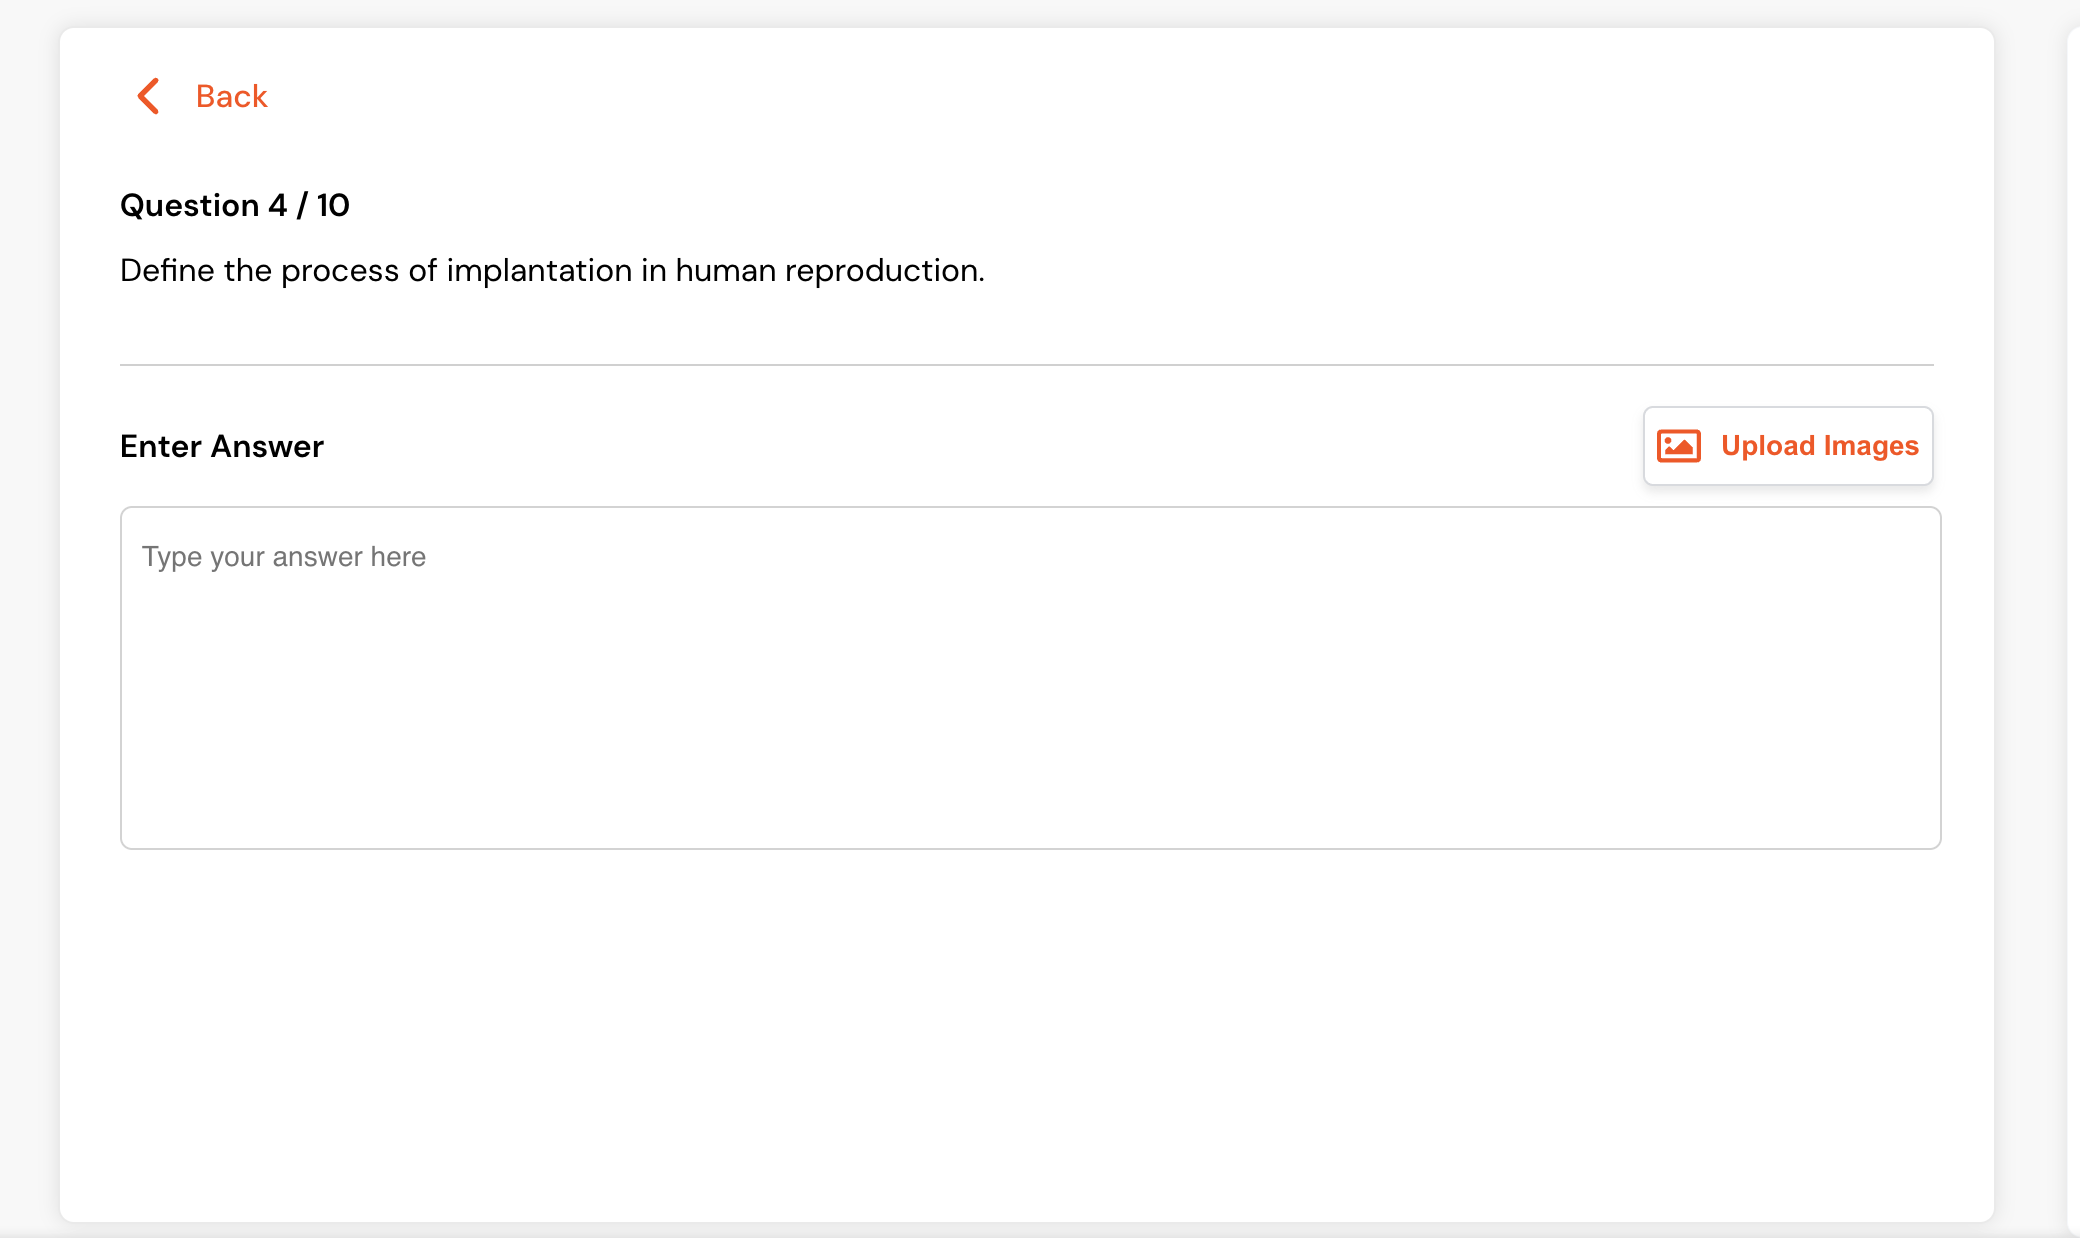 Back
Question 4 / 10
Define the process of implantation in human reproduction.
Enter Answer
Upload Images
Type your answer here